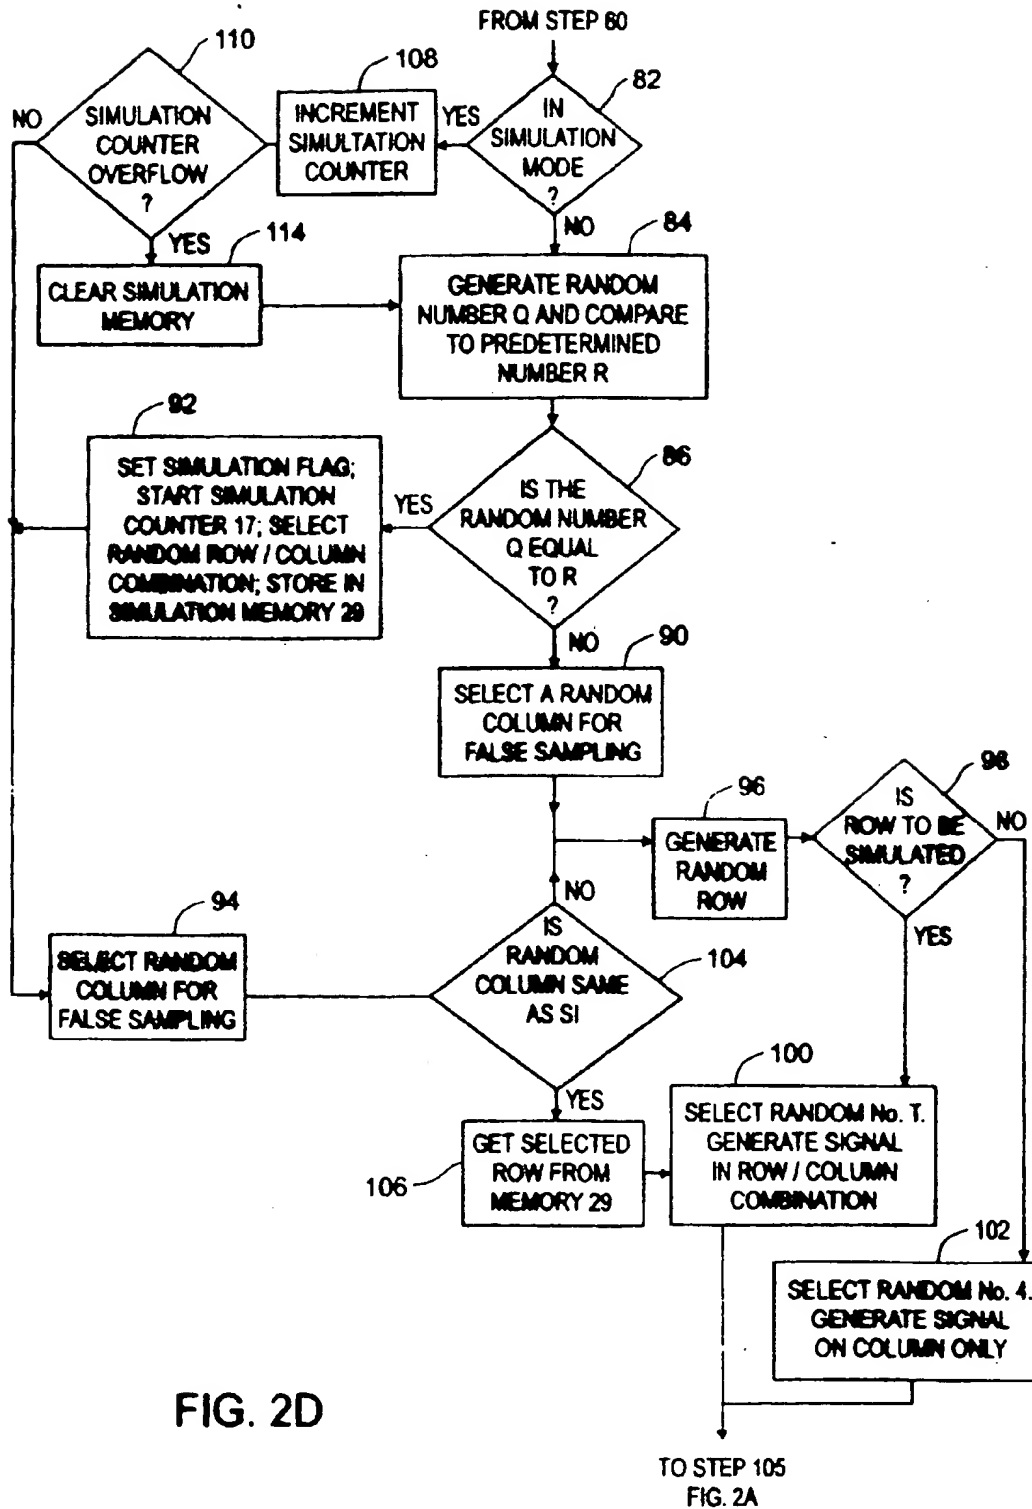 FROM STEP 60
110
108
82
NO
SIMULATION
COUNTER
OVERFLOW
?
INCREMENT
SIMULTATION
COUNTER
YES
IN
SIMULATION
MODE
?
NO
YES
114
84
CLEAR SIMULATION
MEMORY
GENERATE RANDOM
NUMBER Q AND COMPARE
TO PREDETERMINED
NUMBER R
92
86
SET SIMULATION FLAG;
START SIMULATION
COUNTER 17; SELECT
RANDOM ROW / COLUMN
COMBINATION; STORE IN
SIMULATION MEMORY 29
YES
IS THE
RANDOM NUMBER
Q EQUAL
TO R
?
NO
90
SELECT A RANDOM
COLUMN FOR
FALSE SAMPLING
96
98
GENERATE
RANDOM
ROW
IS
ROW TO BE
SIMULATED
?
NO
YES
NO
94
SELECT RANDOM
COLUMN FOR
FALSE SAMPLING
IS
RANDOM
COLUMN SAME
AS SI
104
YES
100
106
GET SELECTED
ROW FROM
MEMORY 29
SELECT RANDOM No. T.
GENERATE SIGNAL
IN ROW / COLUMN
COMBINATION
102
SELECT RANDOM No. 4.
GENERATE SIGNAL
ON COLUMN ONLY
FIG. 2D
TO STEP 105
FIG. 2A